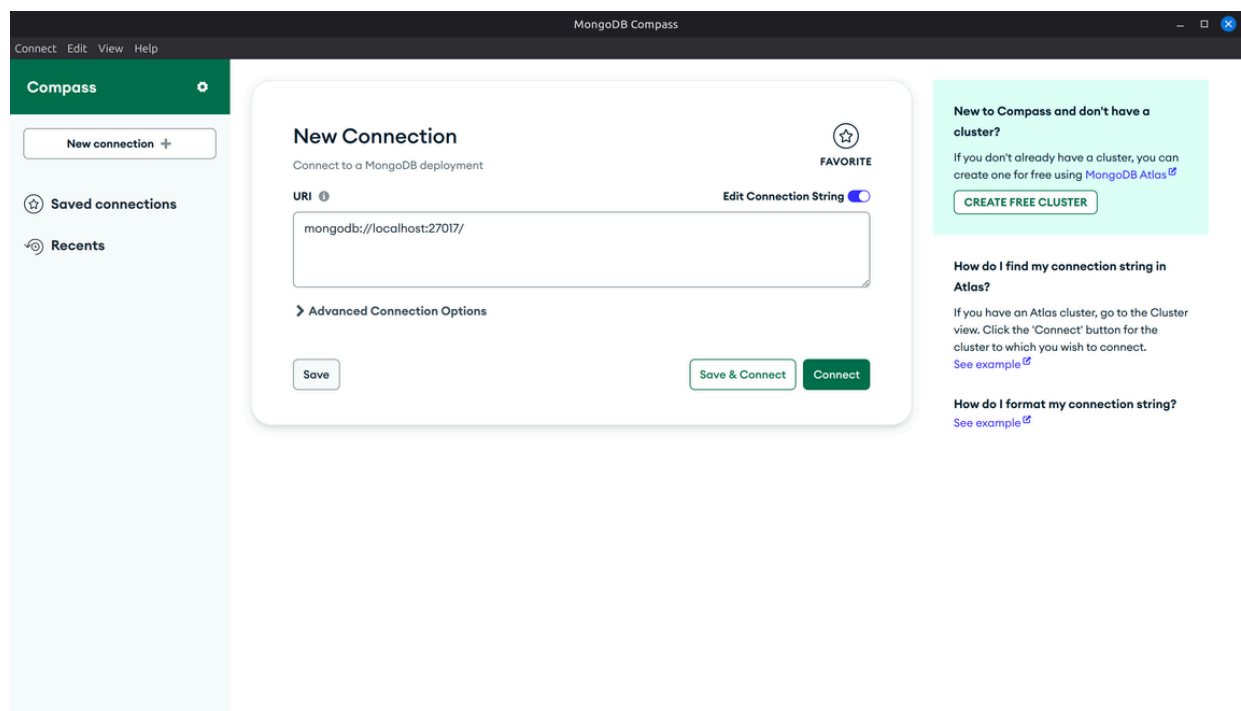 MongoDB Compass
Connect Edit View Help
Compass
New connection
Saved connections
Recents
New Connection
Connect to a MongoDB deployment
FAVORITE
URI
Edit Connection String
mongodb://localhost:27017/
Advanced Connection Options
Save
Save & Connect
Connect
New to Compass and don't have a
cluster?
If you don't already have a cluster, you can
create one for free using MongoDB Atlas
CREATE FREE CLUSTER
How do I find my connection string in
Atlas?
If you have an Atlas cluster, go to the Cluster
view. Click the 'Connect' button for the
cluster to which you wish to connect.
See example
How do I format my connection string?
See example